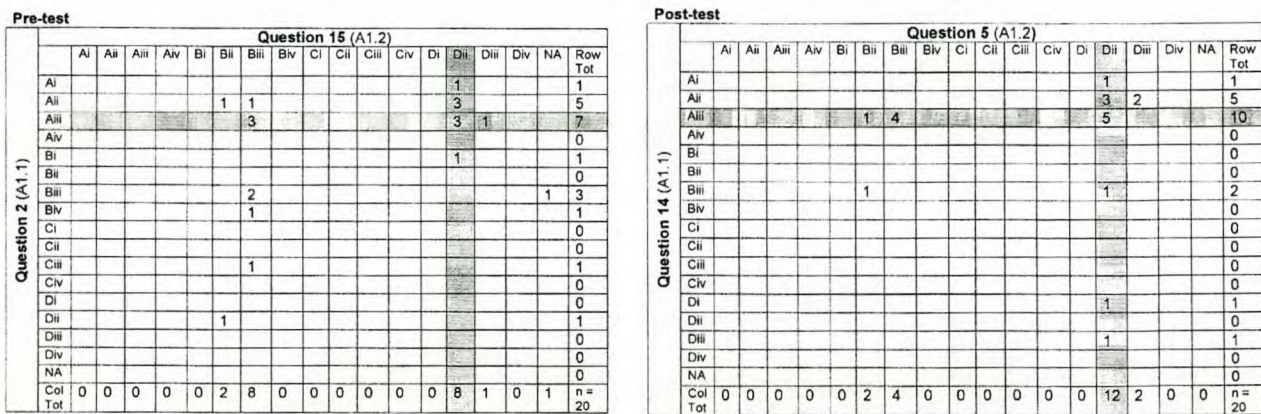 Pre-test
Question 15 (A1.2)
Ai Aii Aiii Aiv Bi Bii Biii Biv Ci Cii Ciii Civ Di Dii Diii Div NA Row Tot
Question 2 (A1.1)
Ai 1 1
Aii 1 1 3 5
Aiii 3 3 1 7
Aiv 0
Bi 1 1
Bii 0
Biii 2 1 3
Biv 1 1
Ci 0
Cii 0
Ciii 1 1
Civ 0
Di 0
Dii 1 1
Diii 0
Div 0
NA 0
Col Tot 0 0 0 0 0 2 8 0 0 0 0 0 0 8 1 0 1 n = 20
Post-test
Question 5 (A1.2)
Ai Aii Aiii Aiv Bi Bii Biii Biv Ci Cii Ciii Civ Di Dii Diii Div NA Row Tot
Question 14 (A1.1)
Ai 1 1
Aii 3 2 5
Aiii 1 4 5 10
Aiv 0
Bi 0
Bii 0
Biii 1 1 2
Biv 0
Ci 0
Cii 0
Ciii 0
Civ 0
Di 1 1
Dii 0
Diii 1 1
Div 0
NA 0
Col Tot 0 0 0 0 0 2 4 0 0 0 0 0 0 12 2 0 0 n = 20